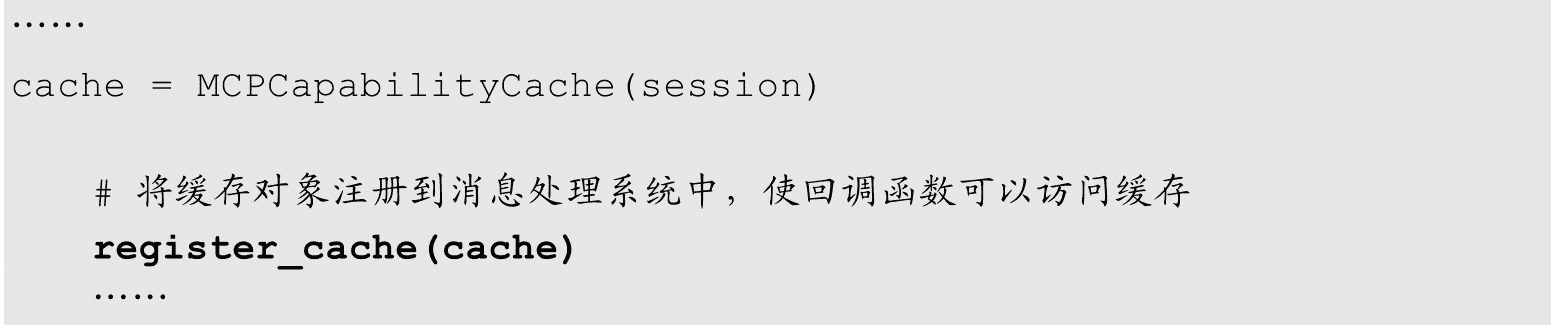 ……
cache = MCPCapabilityCache(session)
# 将缓存对象注册到消息处理系统中，使回调函数可以访问缓存
register_cache(cache)
……